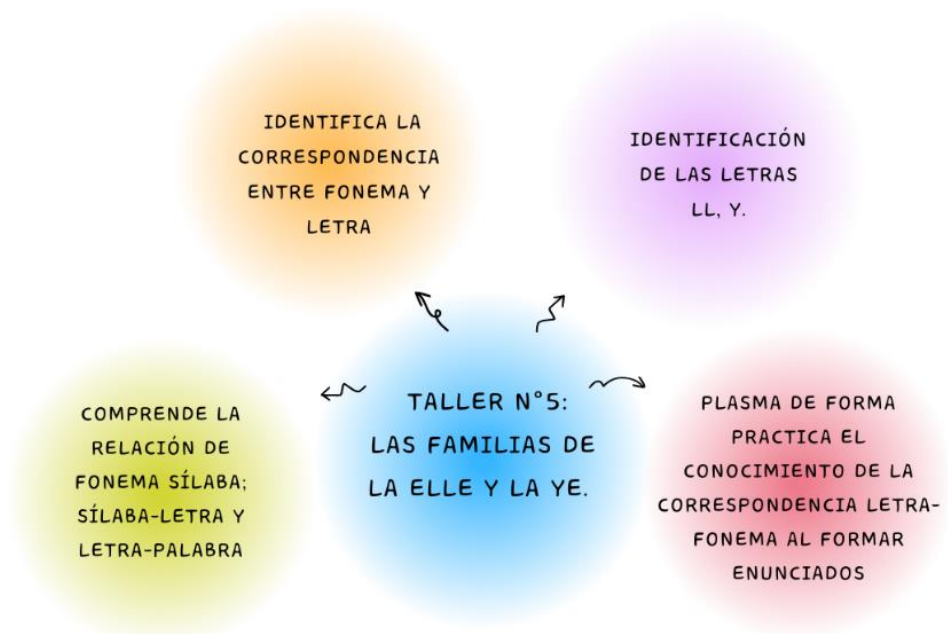 IDENTIFICA LA
CORRESPONDENCIA
ENTRE FONEMA Y
LETRA
IDENTIFICACIÓN
DE LAS LETRAS
LL, Y.
TALLER N°5:
LAS FAMILIAS DE
LA ELLE Y LA YE.
COMPRENDE LA
RELACIÓN DE
FONEMA SÍLABA;
SÍLABA-LETRA Y
LETRA-PALABRA
PLASMA DE FORMA
PRACTICA EL
CONOCIMIENTO DE LA
CORRESPONDENCIA LETRA-
FONEMA AL FORMAR
ENUNCIADOS